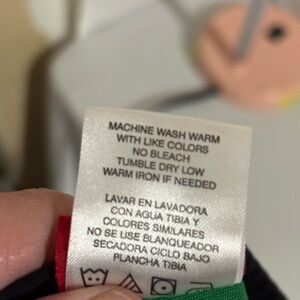 MACHINE WASH WARM
WITH LIKE COLORS
NO BLEACH
TUMBLE DRY LOW
WARM IRON IF NEEDED
LAVAR EN LAVADORA
CON AGUA TIBIA Y
COLORES SIMILARES
NO SE USE BLANQUEADOR
SECADORA CICLO BAJO
PLANCHA TIBIA